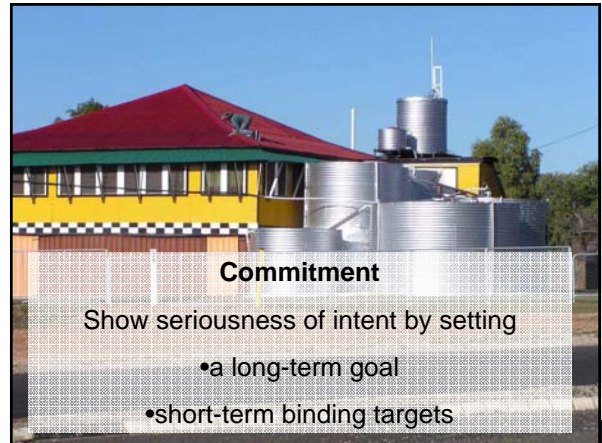 Commitment
Show seriousness of intent by setting
•a long-term goal
•short-term binding targets